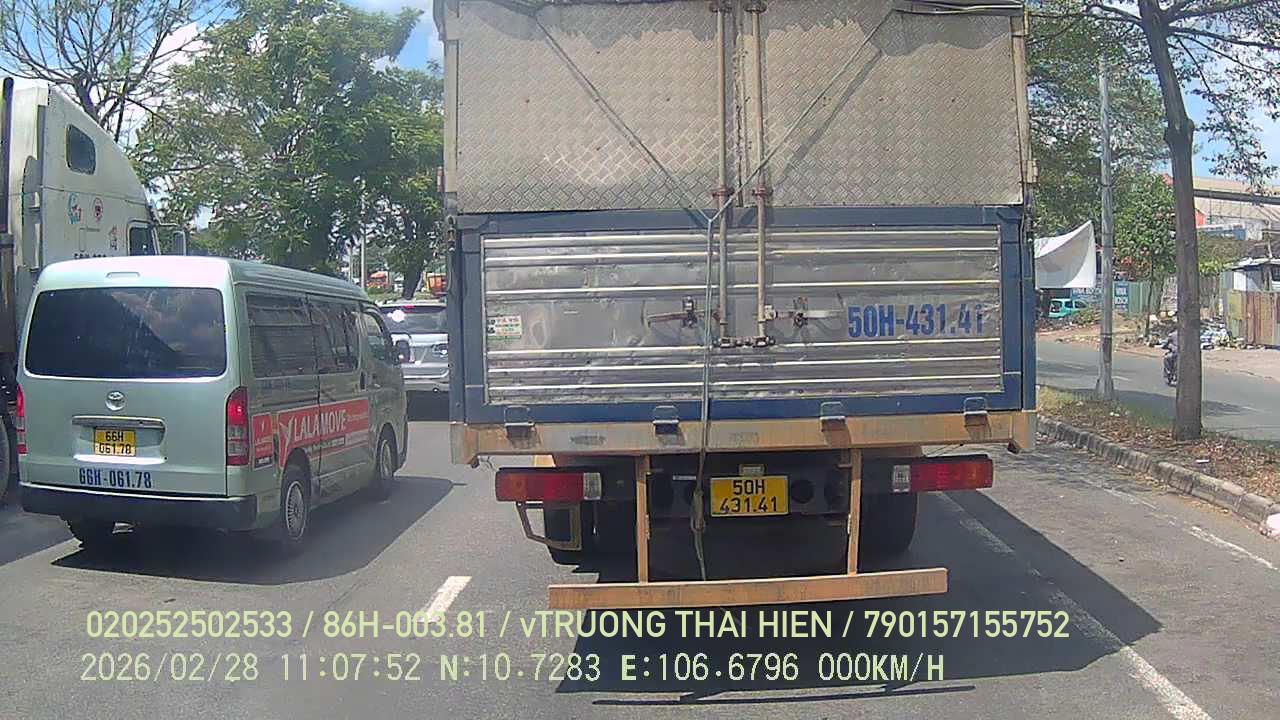 50H-431.41
66H
061.78
66H-061.78
LALAMOVE
50H
431.41
020252502533 / 86H-003.81 / vTRUONG THAI HIEN / 790157155752
2026/02/28 11:07:52 N:10.7283 E:106.6796 000KM/H